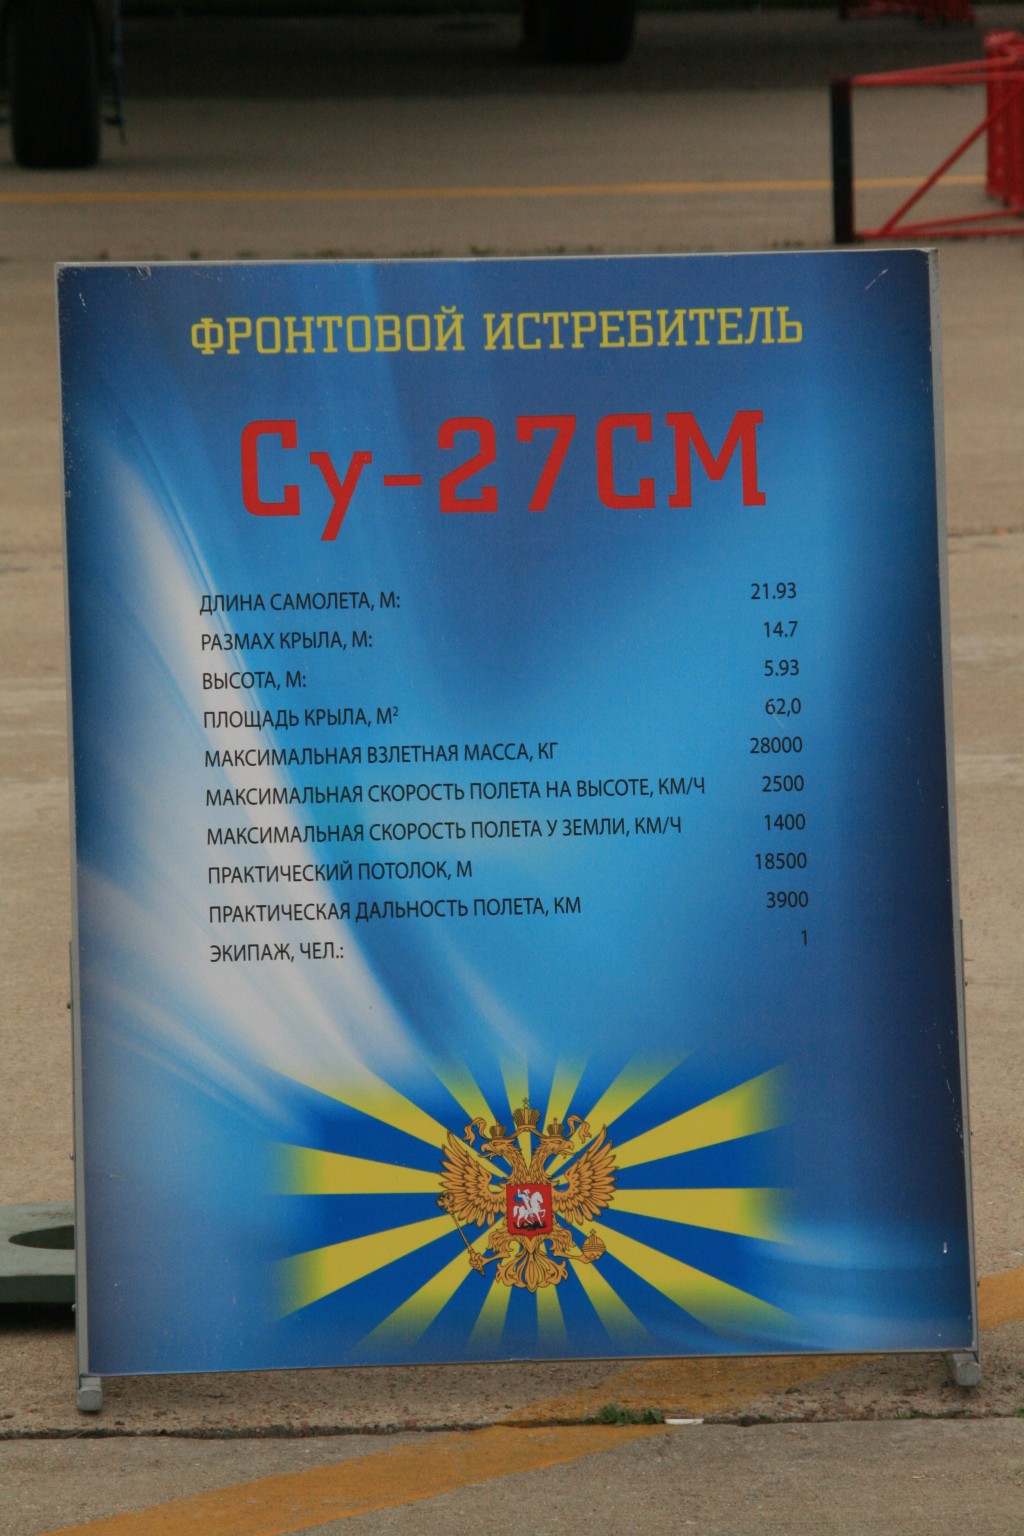 ФРОНТОВОЙ ИСТРЕБИТЕЛЬ
Су-27СМ
ДЛИНА САМОЛЕТА, М: 21.93
РАЗМАХ КРЫЛА, М: 14.7
ВЫСОТА, М: 5.93
ПЛОЩАДЬ КРЫЛА, М² 62,0
МАКСИМАЛЬНАЯ ВЗЛЕТНАЯ МАССА, КГ 28000
МАКСИМАЛЬНАЯ СКОРОСТЬ ПОЛЕТА НА ВЫСОТЕ, КМ/Ч 2500
МАКСИМАЛЬНАЯ СКОРОСТЬ ПОЛЕТА У ЗЕМЛИ, КМ/Ч 1400
ПРАКТИЧЕСКИЙ ПОТОЛОК, М 18500
ПРАКТИЧЕСКАЯ ДАЛЬНОСТЬ ПОЛЕТА, КМ 3900
ЭКИПАЖ, ЧЕЛ.: 1